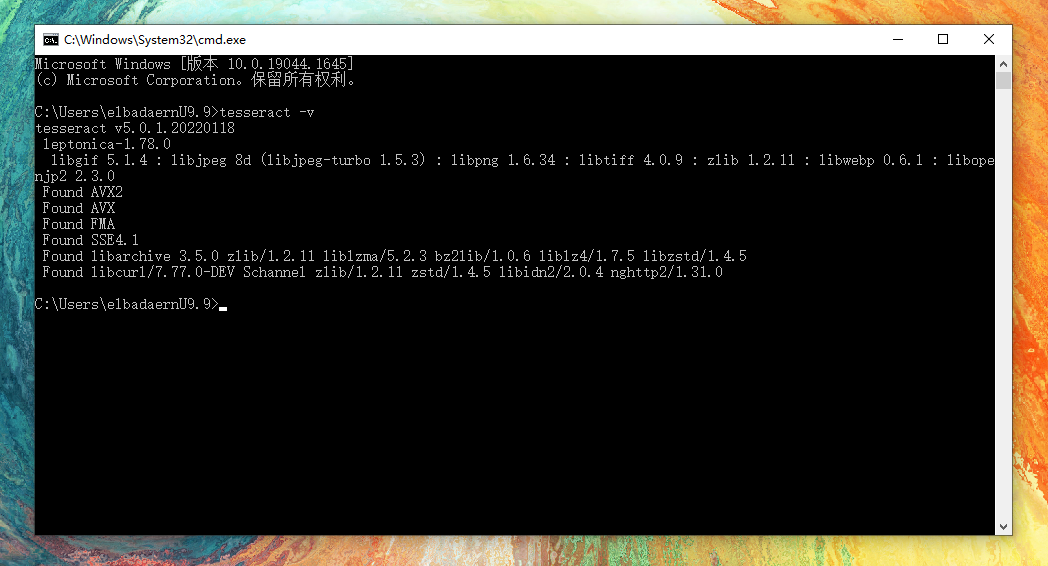 C:\Windows\System32\cmd.exe
Microsoft Windows [版本 10.0.19044.1645]
(c) Microsoft Corporation。保留所有权利。
C:\Users\elbadaernU9.9>tesseract -v
tesseract v5.0.1.20220118
 leptonica-1.78.0
  libgif 5.1.4 : libjpeg 8d (libjpeg-turbo 1.5.3) : libpng 1.6.34 : libtiff 4.0.9 : zlib 1.2.11 : libwebp 0.6.1 : libope
njp2 2.3.0
 Found AVX2
 Found AVX
 Found FMA
 Found SSE4.1
 Found libarchive 3.5.0 zlib/1.2.11 liblzma/5.2.3 bz2lib/1.0.6 liblz4/1.7.5 libzstd/1.4.5
 Found libcurl/7.77.0-DEV Schannel zlib/1.2.11 zstd/1.4.5 libidn2/2.0.4 nghttp2/1.31.0
C:\Users\elbadaernU9.9>